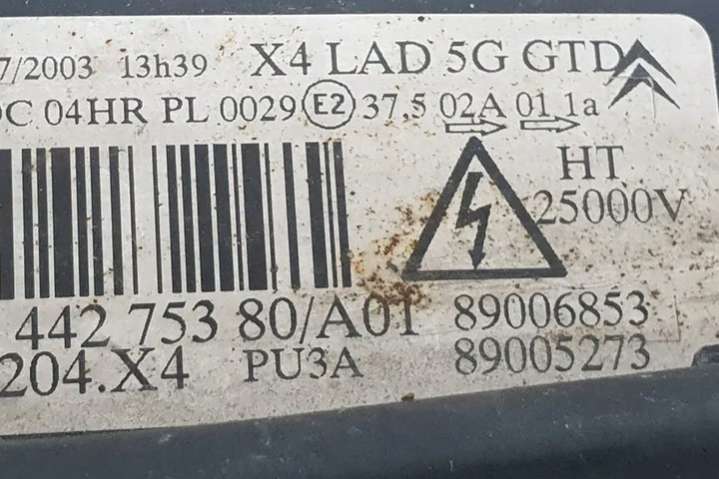 7/2003 13h39 X4 LAD 5G GTD
DC 04HR PL 0029 E2 37,5 02A 01 1a
HT
25000V
442 753 80/A01 89006853
204.X4 PU3A 89005273